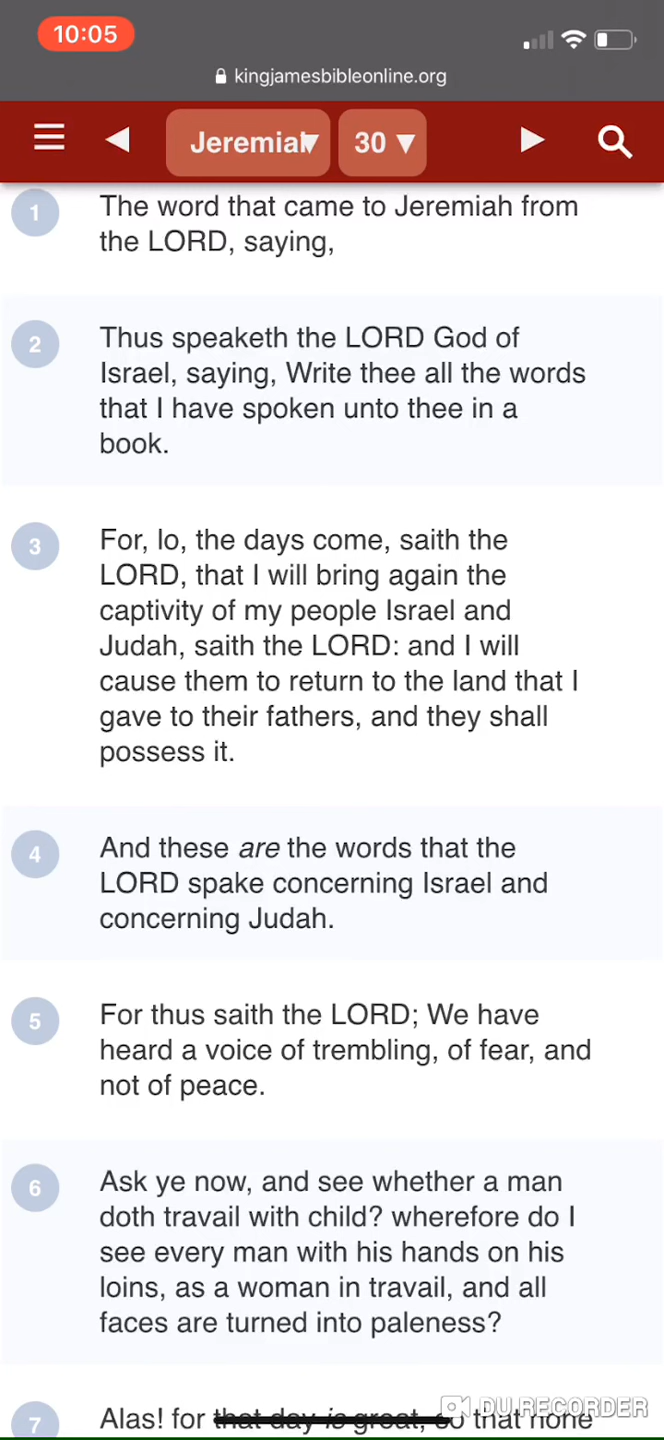 10:05
kingjamesbibleonline.org
Jeremiah
30
1
The word that came to Jeremiah from
the LORD, saying,
2
Thus speaketh the LORD God of
Israel, saying, Write thee all the words
that I have spoken unto thee in a
book.
3
For, lo, the days come, saith the
LORD, that I will bring again the
captivity of my people Israel and
Judah, saith the LORD: and I will
cause them to return to the land that I
gave to their fathers, and they shall
possess it.
4
And these are the words that the
LORD spake concerning Israel and
concerning Judah.
5
For thus saith the LORD; We have
heard a voice of trembling, of fear, and
not of peace.
6
Ask ye now, and see whether a man
doth travail with child? wherefore do I
see every man with his hands on his
loins, as a woman in travail, and all
faces are turned into paleness?
7
Alas! for that day is great, so that none
DU RECORDER